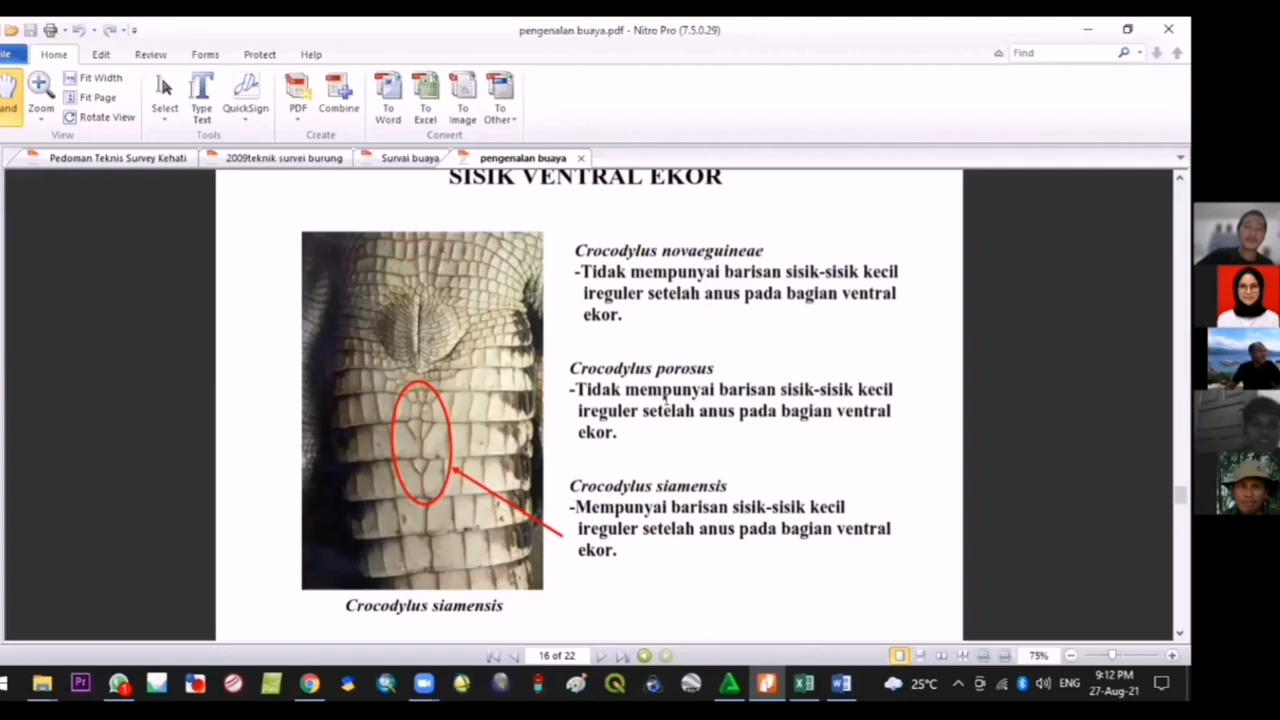 pengenalan buaya.pdf - Nitro Pro (7.5.0.29)
File Home Edit Review Forms Protect Help
Find
Fit Width
Fit Page
Rotate View
Zoom
Select
Type Text
QuickSign
PDF
Combine
To Word
To Excel
To Image
To Other
View
Tools
Create
Convert
Pedoman Teknis Survey Kehati
2009teknik survei burung
Survai buaya
pengenalan buaya
SISIK VENTRAL EKOR
Crocodylus novaeguineae
-Tidak mempunyai barisan sisik-sisik kecil
ireguler setelah anus pada bagian ventral
ekor.
Crocodylus porosus
-Tidak mempunyai barisan sisik-sisik kecil
ireguler setelah anus pada bagian ventral
ekor.
Crocodylus siamensis
-Mempunyai barisan sisik-sisik kecil
ireguler setelah anus pada bagian ventral
ekor.
Crocodylus siamensis
16 of 22
75%
Pr
25°C
ENG
9:12 PM
27-Aug-21